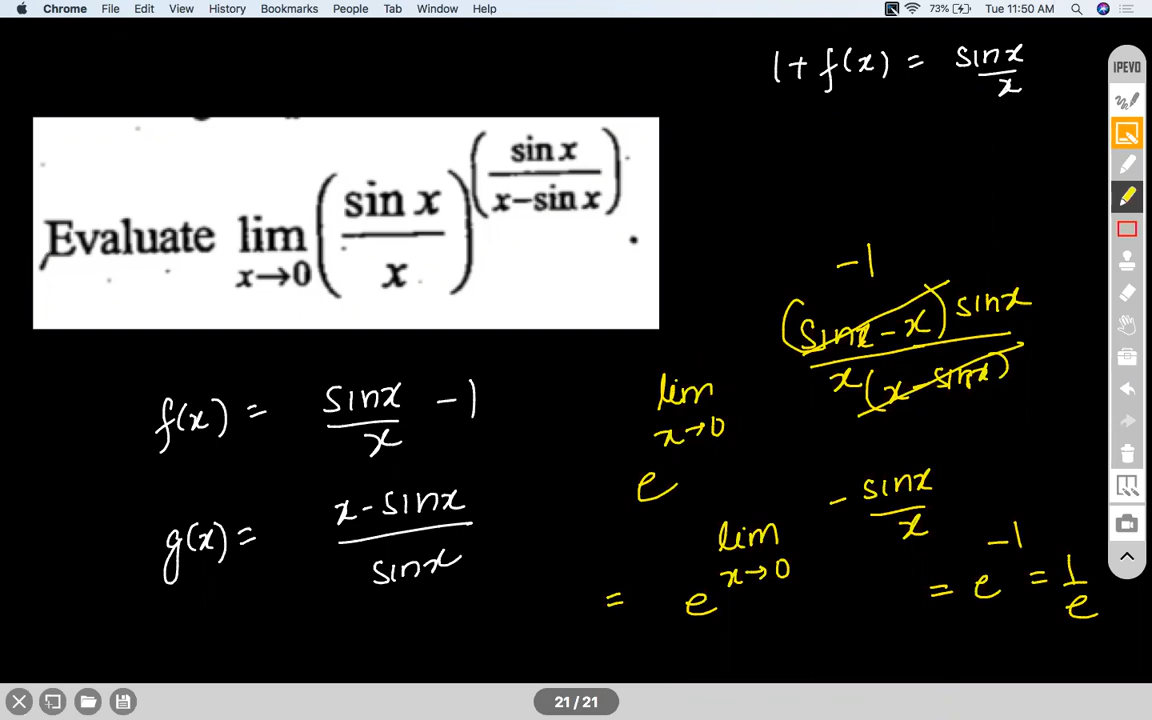 Chrome File Edit View History Bookmarks People Tab Window Help 73% Tue 11:50 AM
1 + f(x) = sinx/x
IPEVO
Evaluate lim x→0 (sin x / x)^(sin x / (x−sin x)).
f(x) = sinx/x − 1
g(x) = (x − sinx)/sinx
−1
e^(lim x→0 (sinx − x) sinx / x(x − sinx))
= e^(lim x→0 − sinx/x) = e^−1 = 1/e
21 / 21